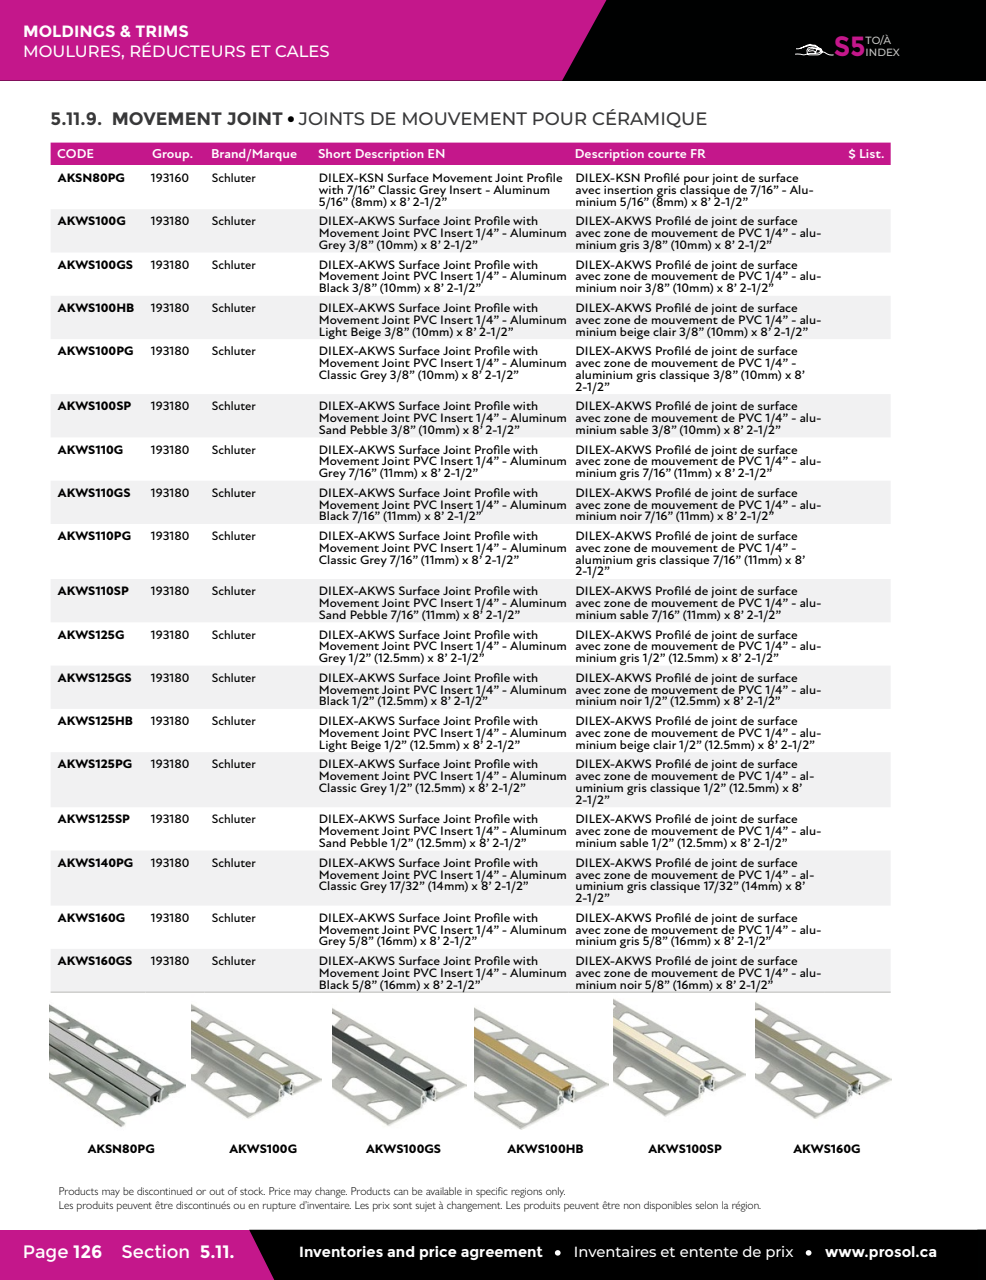 MOLDINGS & TRIMS
MOULURES, RÉDUCTEURS ET CALES
S5 TO/À INDEX
5.11.9. MOVEMENT JOINT • JOINTS DE MOUVEMENT POUR CÉRAMIQUE
CODE Group. Brand/Marque Short Description EN Description courte FR $ List.
AKSN80PG 193160 Schluter DILEX-KSN Surface Movement Joint Profile DILEX-KSN Profilé pour joint de surface
with 7/16” Classic Grey Insert - Aluminum avec insertion gris classique de 7/16” - Alu-
5/16” (8mm) x 8’ 2-1/2” minium 5/16” (8mm) x 8’ 2-1/2”
AKWS100G 193180 Schluter DILEX-AKWS Surface Joint Profile with DILEX-AKWS Profilé de joint de surface
Movement Joint PVC Insert 1/4” - Aluminum avec zone de mouvement de PVC 1/4” - alu-
Grey 3/8” (10mm) x 8’ 2-1/2” minium gris 3/8” (10mm) x 8’ 2-1/2”
AKWS100GS 193180 Schluter DILEX-AKWS Surface Joint Profile with DILEX-AKWS Profilé de joint de surface
Movement Joint PVC Insert 1/4” - Aluminum avec zone de mouvement de PVC 1/4” - alu-
Black 3/8” (10mm) x 8’ 2-1/2” minium noir 3/8” (10mm) x 8’ 2-1/2”
AKWS100HB 193180 Schluter DILEX-AKWS Surface Joint Profile with DILEX-AKWS Profilé de joint de surface
Movement Joint PVC Insert 1/4” - Aluminum avec zone de mouvement de PVC 1/4” - alu-
Light Beige 3/8” (10mm) x 8’ 2-1/2” minium beige clair 3/8” (10mm) x 8’ 2-1/2”
AKWS100PG 193180 Schluter DILEX-AKWS Surface Joint Profile with DILEX-AKWS Profilé de joint de surface
Movement Joint PVC Insert 1/4” - Aluminum avec zone de mouvement de PVC 1/4” -
Classic Grey 3/8” (10mm) x 8’ 2-1/2” aluminium gris classique 3/8” (10mm) x 8’
2-1/2”
AKWS100SP 193180 Schluter DILEX-AKWS Surface Joint Profile with DILEX-AKWS Profilé de joint de surface
Movement Joint PVC Insert 1/4” - Aluminum avec zone de mouvement de PVC 1/4” - alu-
Sand Pebble 3/8” (10mm) x 8’ 2-1/2” minium sable 3/8” (10mm) x 8’ 2-1/2”
AKWS110G 193180 Schluter DILEX-AKWS Surface Joint Profile with DILEX-AKWS Profilé de joint de surface
Movement Joint PVC Insert 1/4” - Aluminum avec zone de mouvement de PVC 1/4” - alu-
Grey 7/16” (11mm) x 8’ 2-1/2” minium gris 7/16” (11mm) x 8’ 2-1/2”
AKWS110GS 193180 Schluter DILEX-AKWS Surface Joint Profile with DILEX-AKWS Profilé de joint de surface
Movement Joint PVC Insert 1/4” - Aluminum avec zone de mouvement de PVC 1/4” - alu-
Black 7/16” (11mm) x 8’ 2-1/2” minium noir 7/16” (11mm) x 8’ 2-1/2”
AKWS110PG 193180 Schluter DILEX-AKWS Surface Joint Profile with DILEX-AKWS Profilé de joint de surface
Movement Joint PVC Insert 1/4” - Aluminum avec zone de mouvement de PVC 1/4” -
Classic Grey 7/16” (11mm) x 8’ 2-1/2” aluminium gris classique 7/16” (11mm) x 8’
2-1/2”
AKWS110SP 193180 Schluter DILEX-AKWS Surface Joint Profile with DILEX-AKWS Profilé de joint de surface
Movement Joint PVC Insert 1/4” - Aluminum avec zone de mouvement de PVC 1/4” - alu-
Sand Pebble 7/16” (11mm) x 8’ 2-1/2” minium sable 7/16” (11mm) x 8’ 2-1/2”
AKWS125G 193180 Schluter DILEX-AKWS Surface Joint Profile with DILEX-AKWS Profilé de joint de surface
Movement Joint PVC Insert 1/4” - Aluminum avec zone de mouvement de PVC 1/4” - alu-
Grey 1/2” (12.5mm) x 8’ 2-1/2” minium gris 1/2” (12.5mm) x 8’ 2-1/2”
AKWS125GS 193180 Schluter DILEX-AKWS Surface Joint Profile with DILEX-AKWS Profilé de joint de surface
Movement Joint PVC Insert 1/4” - Aluminum avec zone de mouvement de PVC 1/4” - alu-
Black 1/2” (12.5mm) x 8’ 2-1/2” minium noir 1/2” (12.5mm) x 8’ 2-1/2”
AKWS125HB 193180 Schluter DILEX-AKWS Surface Joint Profile with DILEX-AKWS Profilé de joint de surface
Movement Joint PVC Insert 1/4” - Aluminum avec zone de mouvement de PVC 1/4” - alu-
Light Beige 1/2” (12.5mm) x 8’ 2-1/2” minium beige clair 1/2” (12.5mm) x 8’ 2-1/2”
AKWS125PG 193180 Schluter DILEX-AKWS Surface Joint Profile with DILEX-AKWS Profilé de joint de surface
Movement Joint PVC Insert 1/4” - Aluminum avec zone de mouvement de PVC 1/4” - al-
Classic Grey 1/2” (12.5mm) x 8’ 2-1/2” uminium gris classique 1/2” (12.5mm) x 8’
2-1/2”
AKWS125SP 193180 Schluter DILEX-AKWS Surface Joint Profile with DILEX-AKWS Profilé de joint de surface
Movement Joint PVC Insert 1/4” - Aluminum avec zone de mouvement de PVC 1/4” - alu-
Sand Pebble 1/2” (12.5mm) x 8’ 2-1/2” minium sable 1/2” (12.5mm) x 8’ 2-1/2”
AKWS140PG 193180 Schluter DILEX-AKWS Surface Joint Profile with DILEX-AKWS Profilé de joint de surface
Movement Joint PVC Insert 1/4” - Aluminum avec zone de mouvement de PVC 1/4” - al-
Classic Grey 17/32” (14mm) x 8’ 2-1/2” uminium gris classique 17/32” (14mm) x 8’
2-1/2”
AKWS160G 193180 Schluter DILEX-AKWS Surface Joint Profile with DILEX-AKWS Profilé de joint de surface
Movement Joint PVC Insert 1/4” - Aluminum avec zone de mouvement de PVC 1/4” - alu-
Grey 5/8” (16mm) x 8’ 2-1/2” minium gris 5/8” (16mm) x 8’ 2-1/2”
AKWS160GS 193180 Schluter DILEX-AKWS Surface Joint Profile with DILEX-AKWS Profilé de joint de surface
Movement Joint PVC Insert 1/4” - Aluminum avec zone de mouvement de PVC 1/4” - alu-
Black 5/8” (16mm) x 8’ 2-1/2” minium noir 5/8” (16mm) x 8’ 2-1/2”
AKSN80PG AKWS100G AKWS100GS AKWS100HB AKWS100SP AKWS160G
Products may be discontinued or out of stock. Price may change. Products can be available in specific regions only.
Les produits peuvent être discontinués ou en rupture d’inventaire. Les prix sont sujet à changement. Les produits peuvent être non disponibles selon la région.
Page 126 Section 5.11. Inventories and price agreement • Inventaires et entente de prix • www.prosol.ca